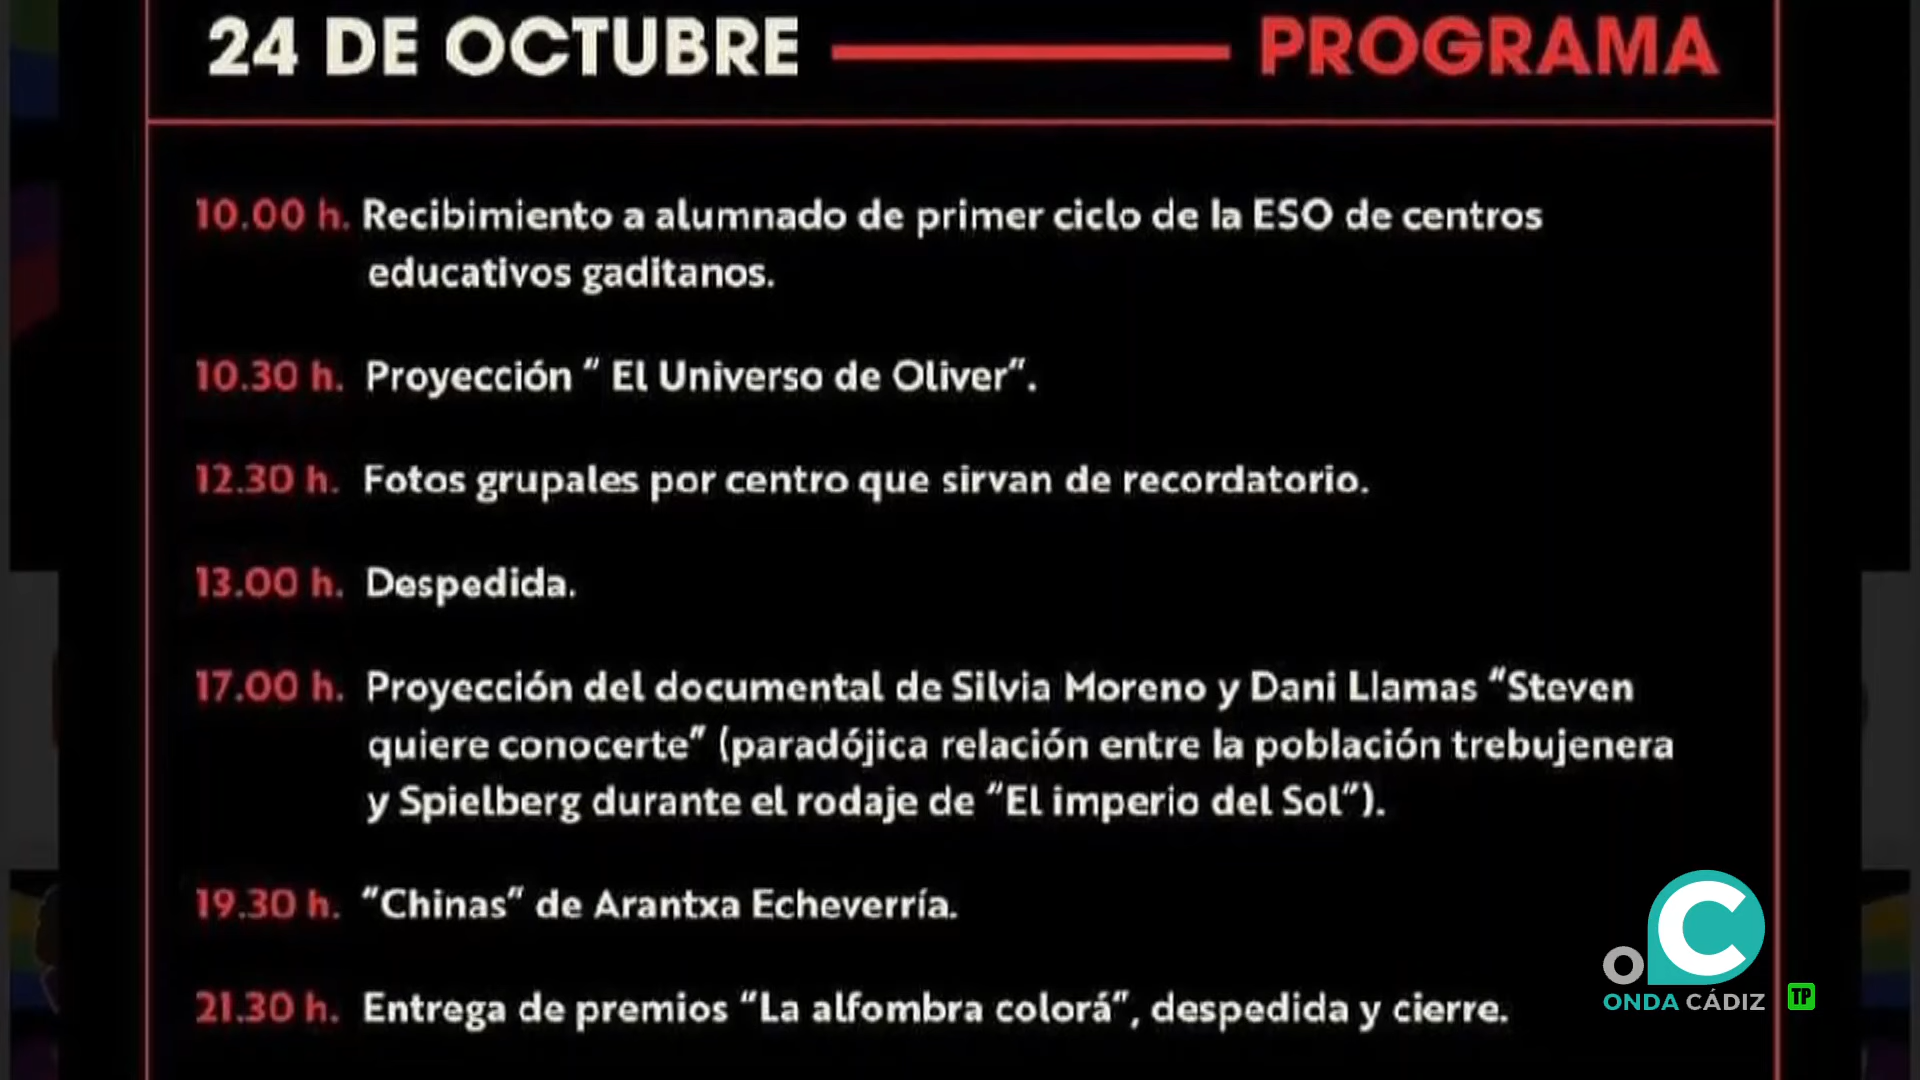 24 DE OCTUBRE PROGRAMA
10.00 h. Recibimiento a alumnado de primer ciclo de la ESO de centros
educativos gaditanos.
10.30 h. Proyección “ El Universo de Oliver”.
12.30 h. Fotos grupales por centro que sirvan de recordatorio.
13.00 h. Despedida.
17.00 h. Proyección del documental de Silvia Moreno y Dani Llamas “Steven
quiere conocerte” (paradójica relación entre la población trebujenera
y Spielberg durante el rodaje de “El imperio del Sol”).
19.30 h. “Chinas” de Arantxa Echeverría.
21.30 h. Entrega de premios “La alfombra colorá”, despedida y cierre.
OC
ONDA CÁDIZ TP